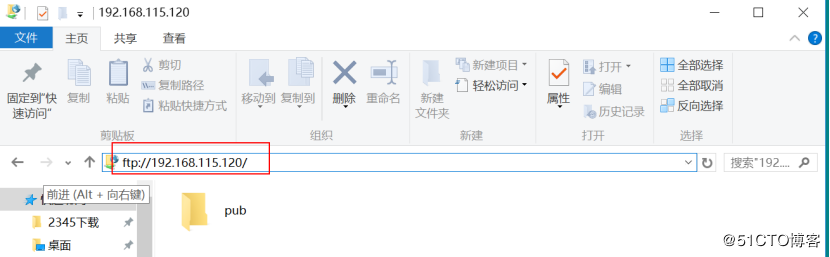 192.168.115.120
文件 主页 共享 查看
固定到"快速访问"
复制
粘贴
剪切
复制路径
粘贴快捷方式
剪贴板
移动到
复制到
删除
重命名
组织
新建文件夹
新建项目
轻松访问
新建
属性
打开
编辑
历史记录
打开
全部选择
全部取消
反向选择
选择
ftp://192.168.115.120/
搜索"192....
前进 (Alt + 向右键)
2345下载
桌面
pub
@51CTO博客